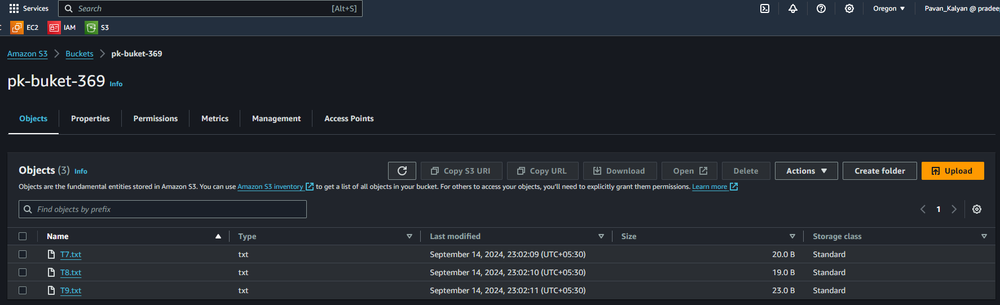 Services Search [Alt+S] Oregon Pavan_Kalyan @ pradeep
EC2 IAM S3
Amazon S3 Buckets pk-buket-369
pk-buket-369 Info
Objects Properties Permissions Metrics Management Access Points
Objects (3) Info Copy S3 URI Copy URL Download Open Delete Actions Create folder Upload
Objects are the fundamental entities stored in Amazon S3. You can use Amazon S3 inventory to get a list of all objects in your bucket. For others to access your objects, you'll need to explicitly grant them permissions. Learn more
Find objects by prefix 1
Name Type Last modified Size Storage class
T7.txt txt September 14, 2024, 23:02:09 (UTC+05:30) 20.0 B Standard
T8.txt txt September 14, 2024, 23:02:10 (UTC+05:30) 19.0 B Standard
T9.txt txt September 14, 2024, 23:02:11 (UTC+05:30) 23.0 B Standard